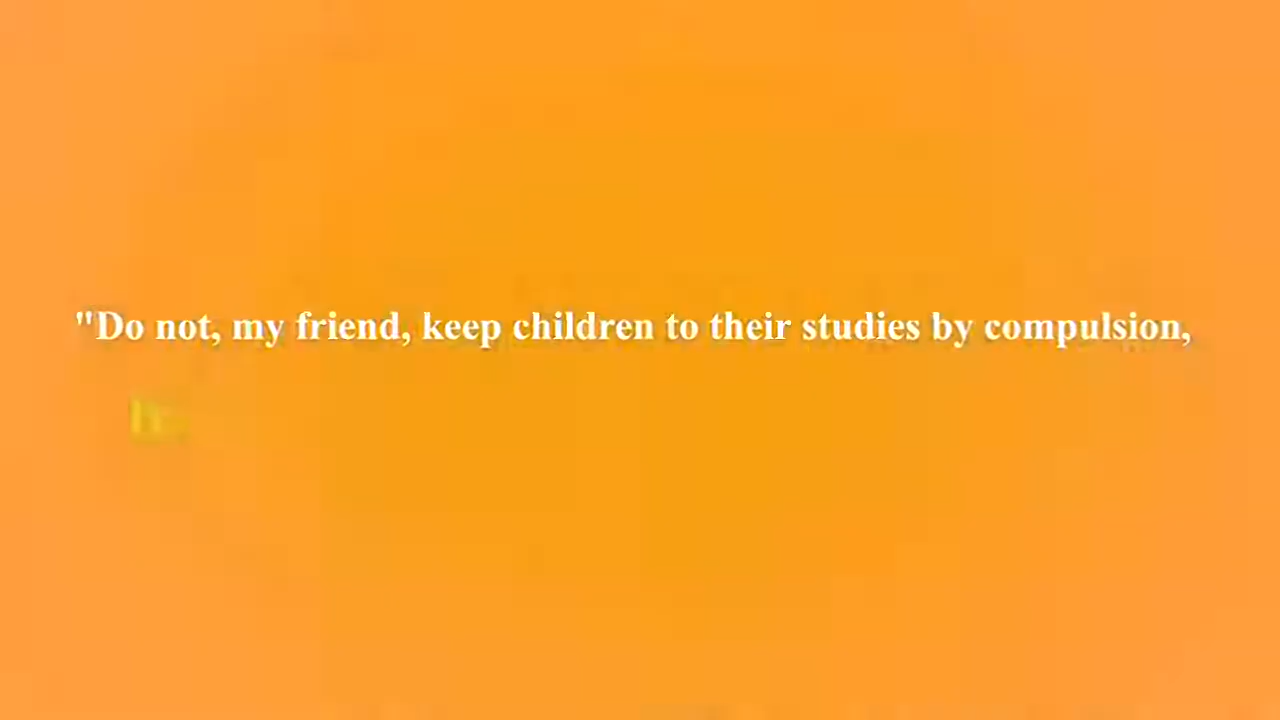 "Do not, my friend, keep children to their studies by compulsion,